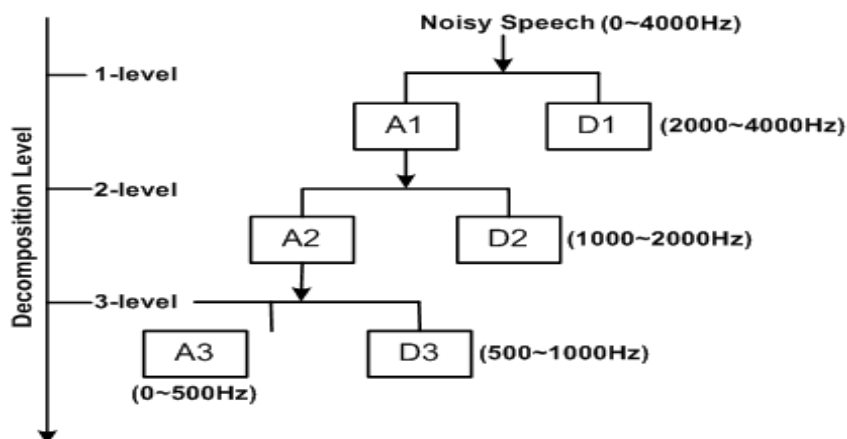 Noisy Speech (0~4000Hz)
1-level
A1
D1
(2000~4000Hz)
2-level
A2
D2
(1000~2000Hz)
3-level
A3
D3
(500~1000Hz)
(0~500Hz)
Decomposition Level